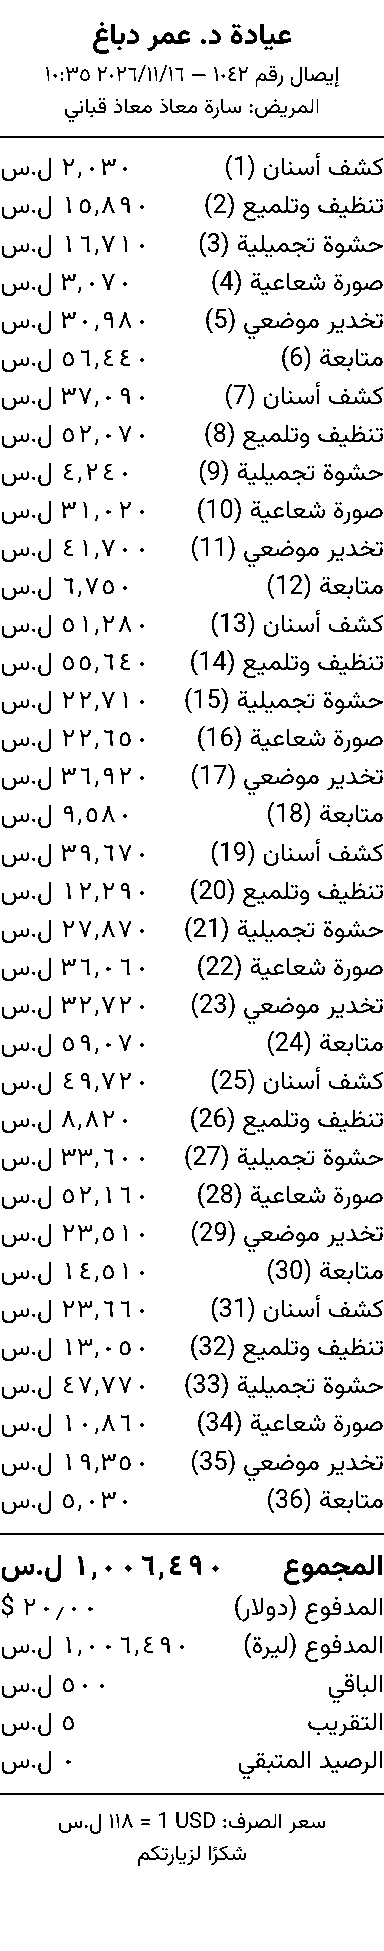 عيادة د. عمر دباغ
إيصال رقم ١٠٤٢ — ٢٠٢٦/١١/١٦ ١٠:٣٥
المريض: سارة معاذ معاذ قباني
كشف أسنان (1) ٢,٠٣٠ ل.س
تنظيف وتلميع (2) ١٥,٨٩٠ ل.س
حشوة تجميلية (3) ١٦,٧١٠ ل.س
صورة شعاعية (4) ٣,٠٧٠ ل.س
تخدير موضعي (5) ٣٠,٩٨٠ ل.س
متابعة (6) ٥٦,٤٤٠ ل.س
كشف أسنان (7) ٣٧,٠٩٠ ل.س
تنظيف وتلميع (8) ٥٢,٠٧٠ ل.س
حشوة تجميلية (9) ٤,٢٤٠ ل.س
صورة شعاعية (10) ٣١,٠٢٠ ل.س
تخدير موضعي (11) ٤١,٧٠٠ ل.س
متابعة (12) ٦,٧٥٠ ل.س
كشف أسنان (13) ٥١,٢٨٠ ل.س
تنظيف وتلميع (14) ٥٥,٦٤٠ ل.س
حشوة تجميلية (15) ٢٢,٧١٠ ل.س
صورة شعاعية (16) ٢٢,٦٥٠ ل.س
تخدير موضعي (17) ٣٦,٩٢٠ ل.س
متابعة (18) ٩,٥٨٠ ل.س
كشف أسنان (19) ٣٩,٦٧٠ ل.س
تنظيف وتلميع (20) ١٢,٢٩٠ ل.س
حشوة تجميلية (21) ٢٧,٨٧٠ ل.س
صورة شعاعية (22) ٣٦,٠٦٠ ل.س
تخدير موضعي (23) ٣٢,٧٢٠ ل.س
متابعة (24) ٥٩,٠٧٠ ل.س
كشف أسنان (25) ٤٩,٧٢٠ ل.س
تنظيف وتلميع (26) ٨,٨٢٠ ل.س
حشوة تجميلية (27) ٣٣,٦٠٠ ل.س
صورة شعاعية (28) ٥٢,١٦٠ ل.س
تخدير موضعي (29) ٢٣,٥١٠ ل.س
متابعة (30) ١٤,٥١٠ ل.س
كشف أسنان (31) ٢٣,٦٦٠ ل.س
تنظيف وتلميع (32) ١٣,٠٥٠ ل.س
حشوة تجميلية (33) ٤٧,٧٧٠ ل.س
صورة شعاعية (34) ١٠,٨٦٠ ل.س
تخدير موضعي (35) ١٩,٣٥٠ ل.س
متابعة (36) ٥,٠٣٠ ل.س
المجموع ١,٠٠٦,٤٩٠ ل.س
المدفوع (دولار) ٢٠٫٠٠ $
المدفوع (ليرة) ١,٠٠٦,٤٩٠ ل.س
الباقي ٥٠٠ ل.س
التقريب ٥ ل.س
الرصيد المتبقي ٠ ل.س
سعر الصرف: 1 USD = ١١٨ ل.س
شكرًا لزيارتكم